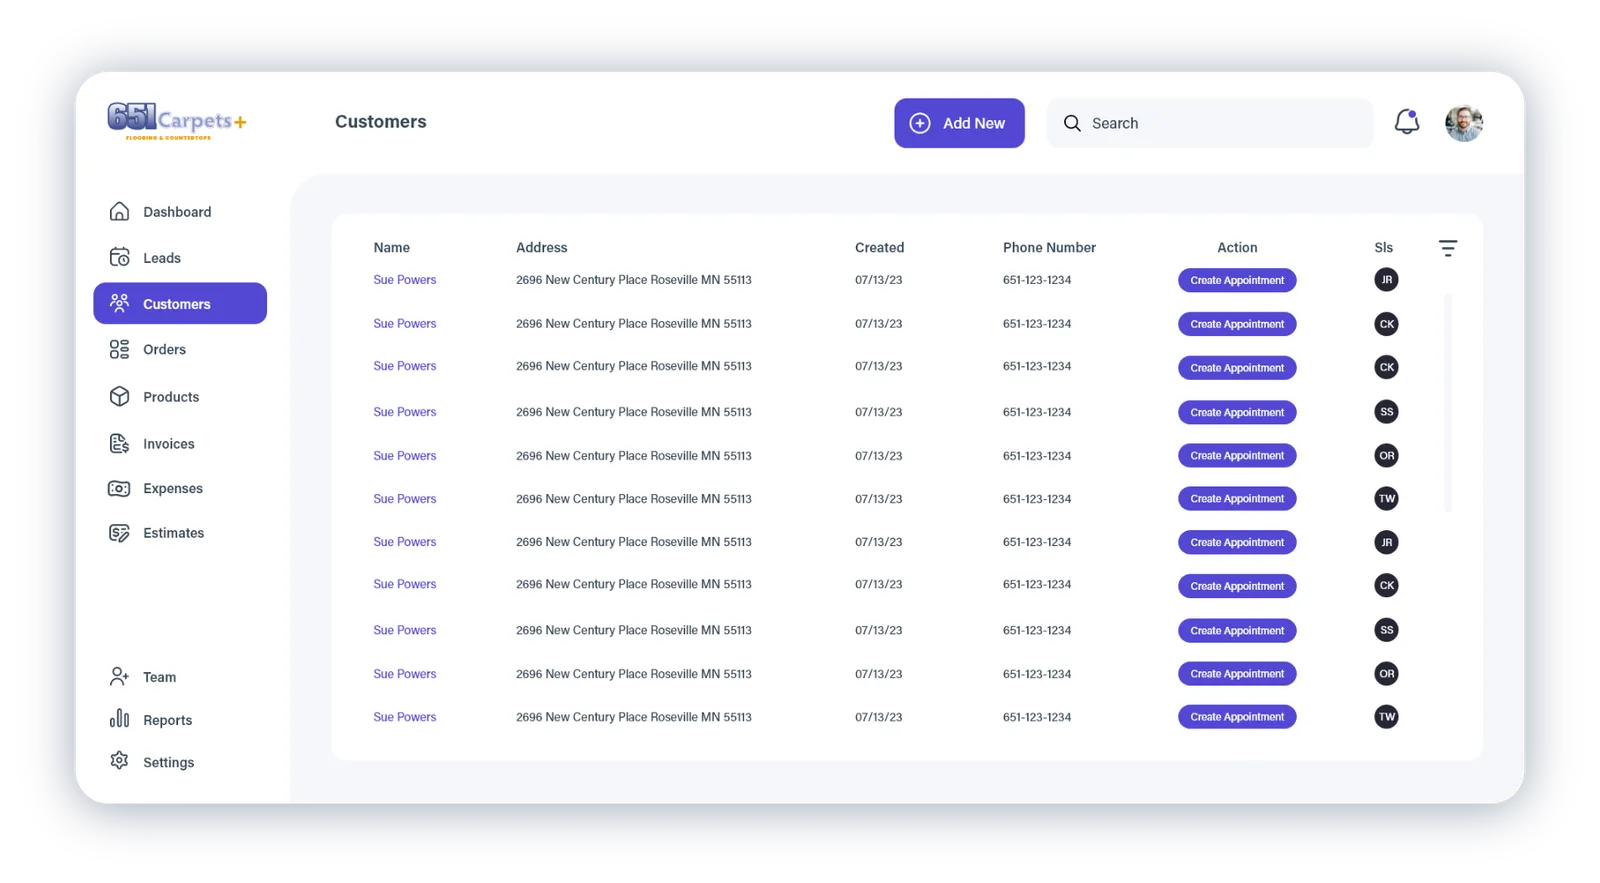 651 Carpets+
FLOORING & COUNTERTOPS
Customers
Add New
Search
Dashboard
Leads
Customers
Orders
Products
Invoices
Expenses
Estimates
Team
Reports
Settings
Name Address Created Phone Number Action Sls
Sue Powers 2696 New Century Place Roseville MN 55113 07/13/23 651-123-1234 Create Appointment JR
Sue Powers 2696 New Century Place Roseville MN 55113 07/13/23 651-123-1234 Create Appointment CK
Sue Powers 2696 New Century Place Roseville MN 55113 07/13/23 651-123-1234 Create Appointment CK
Sue Powers 2696 New Century Place Roseville MN 55113 07/13/23 651-123-1234 Create Appointment SS
Sue Powers 2696 New Century Place Roseville MN 55113 07/13/23 651-123-1234 Create Appointment OR
Sue Powers 2696 New Century Place Roseville MN 55113 07/13/23 651-123-1234 Create Appointment TW
Sue Powers 2696 New Century Place Roseville MN 55113 07/13/23 651-123-1234 Create Appointment JR
Sue Powers 2696 New Century Place Roseville MN 55113 07/13/23 651-123-1234 Create Appointment CK
Sue Powers 2696 New Century Place Roseville MN 55113 07/13/23 651-123-1234 Create Appointment SS
Sue Powers 2696 New Century Place Roseville MN 55113 07/13/23 651-123-1234 Create Appointment OR
Sue Powers 2696 New Century Place Roseville MN 55113 07/13/23 651-123-1234 Create Appointment TW